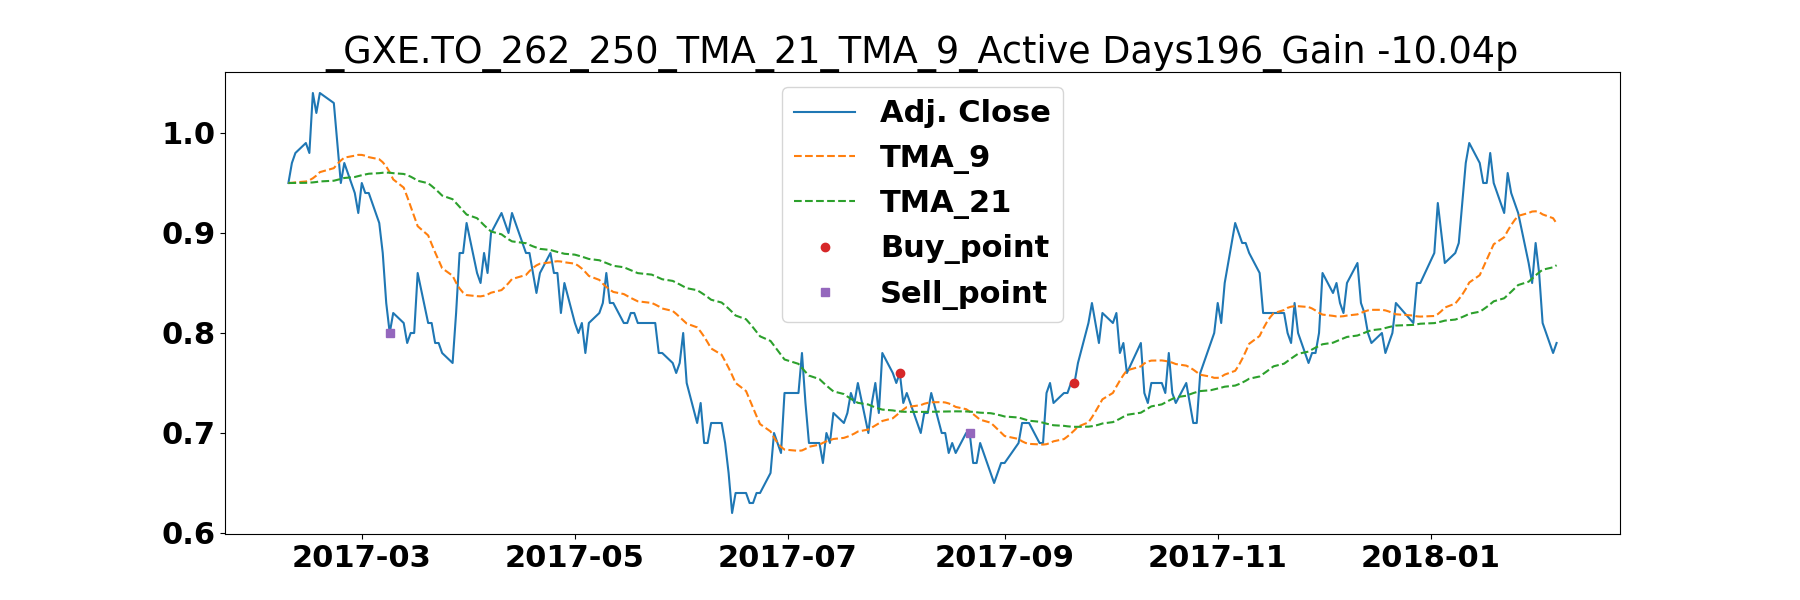 _GXE.TO_262_250_TMA_21_TMA_9_Active Days196_Gain -10.04p
Adj. Close
TMA_9
TMA_21
Buy_point
Sell_point
1.0
0.9
0.8
0.7
0.6
2017-03 2017-05 2017-07 2017-09 2017-11 2018-01